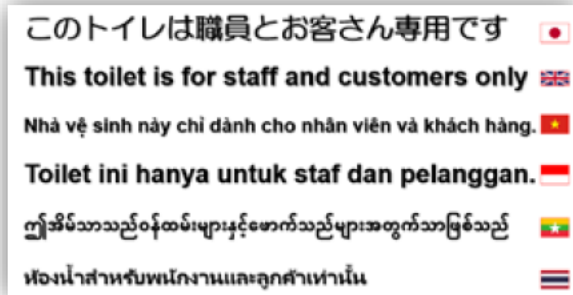 このトイレは職員とお客さん専用です
This toilet is for staff and customers only
Nhà vệ sinh này chỉ dành cho nhân viên và khách hàng.
Toilet ini hanya untuk staf dan pelanggan.
ဤအိမ်သာသည်ဝန်ထမ်းများနှင့်ဖောက်သည်များအတွက်သာဖြစ်သည်
ห้องน้ำสำหรับพนักงานและลูกค้าเท่านั้น